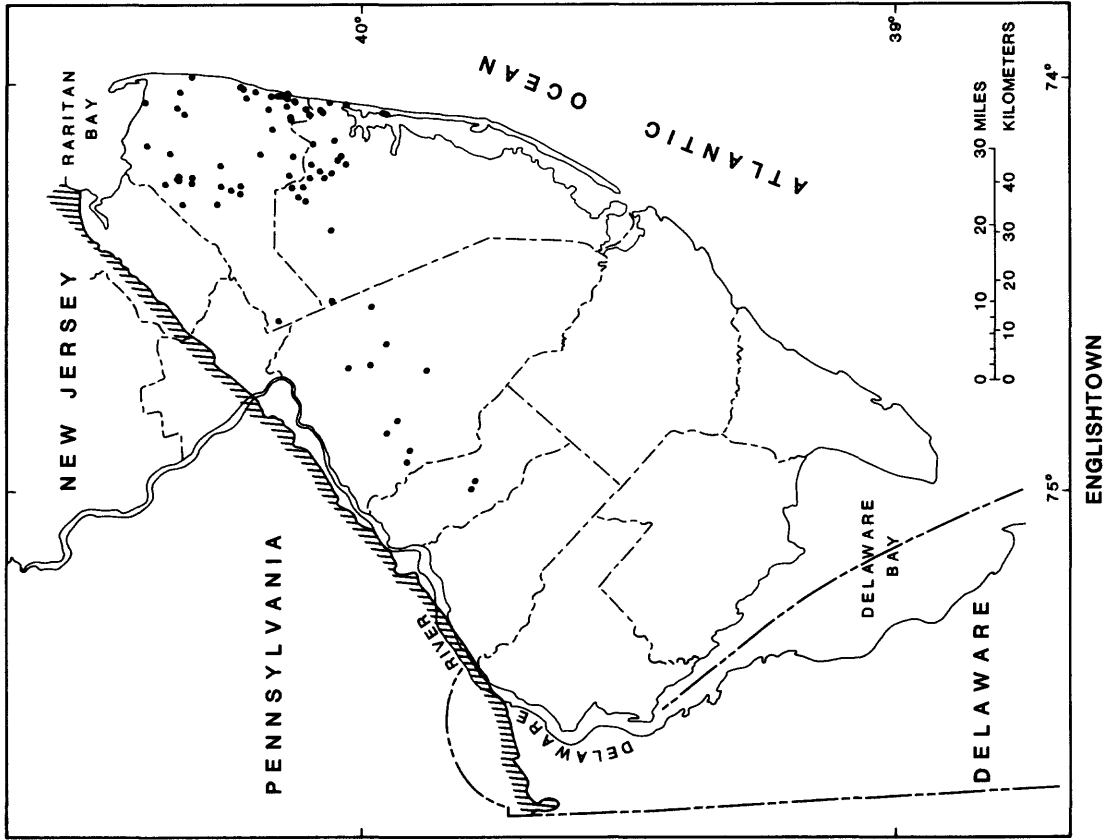 RARITAN
BAY
NEW JERSEY
PENNSYLVANIA
40°
39°
ATLANTIC OCEAN
RIVER
DELAWARE
DELAWARE
BAY
DELAWARE
0 10 20 30 MILES
0 10 20 30 40 KILOMETERS
75°
74°
ENGLISHTOWN